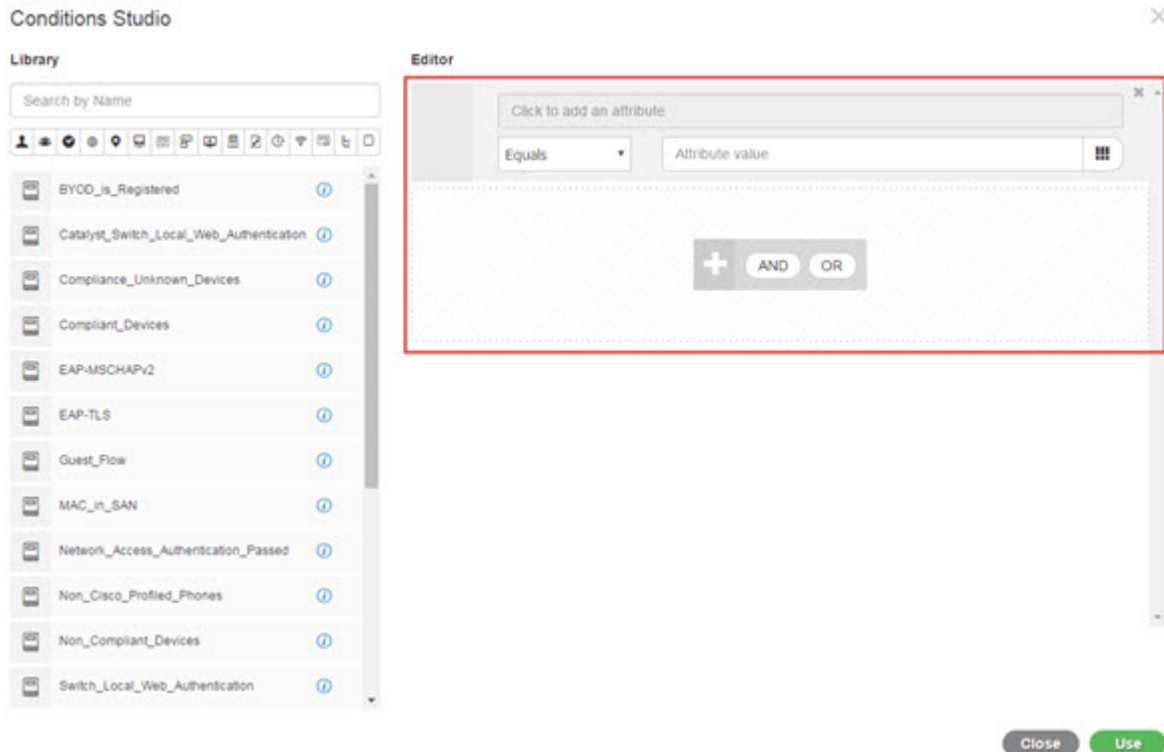 Conditions Studio
Library
Search by Name
BYOD_is_Registered
Catalyst_Switch_Local_Web_Authentication
Compliance_Unknown_Devices
Compliant_Devices
EAP-MSCHAPv2
EAP-TLS
Guest_Flow
MAC_in_SAN
Network_Access_Authentication_Passed
Non_Cisco_Profiled_Phones
Non_Compliant_Devices
Switch_Local_Web_Authentication
Editor
Click to add an attribute
Equals
Attribute value
AND OR
Close Use